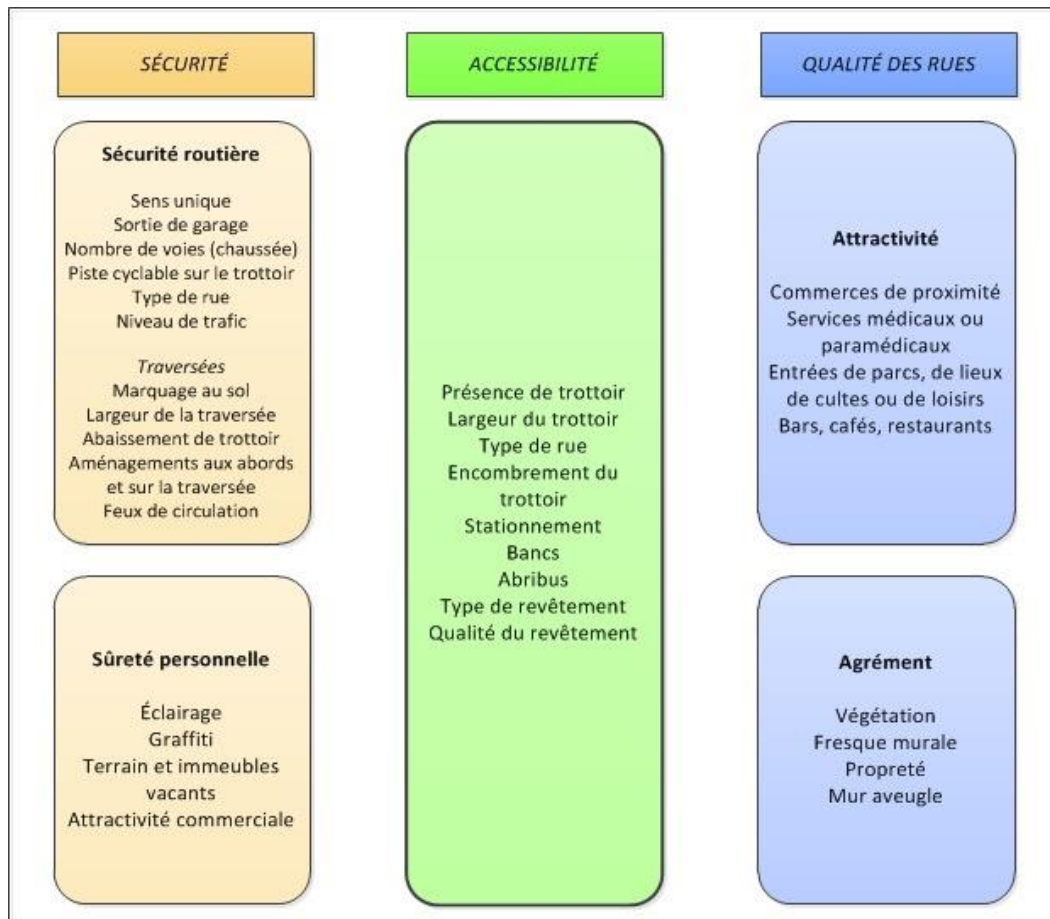 SÉCURITÉ
Sécurité routière
Sens unique
Sortie de garage
Nombre de voies (chaussée)
Piste cyclable sur le trottoir
Type de rue
Niveau de trafic
Traversées
Marquage au sol
Largeur de la traversée
Abaissement de trottoir
Aménagements aux abords
et sur la traversée
Feux de circulation
Sûreté personnelle
Éclairage
Graffiti
Terrain et immeubles
vacants
Attractivité commerciale
ACCESSIBILITÉ
Présence de trottoir
Largeur du trottoir
Type de rue
Encombrement du
trottoir
Stationnement
Bancs
Abribus
Type de revêtement
Qualité du revêtement
QUALITÉ DES RUES
Attractivité
Commerces de proximité
Services médicaux ou
paramédicaux
Entrées de parcs, de lieux
de cultes ou de loisirs
Bars, cafés, restaurants
Agrément
Végétation
Fresque murale
Propreté
Mur aveugle